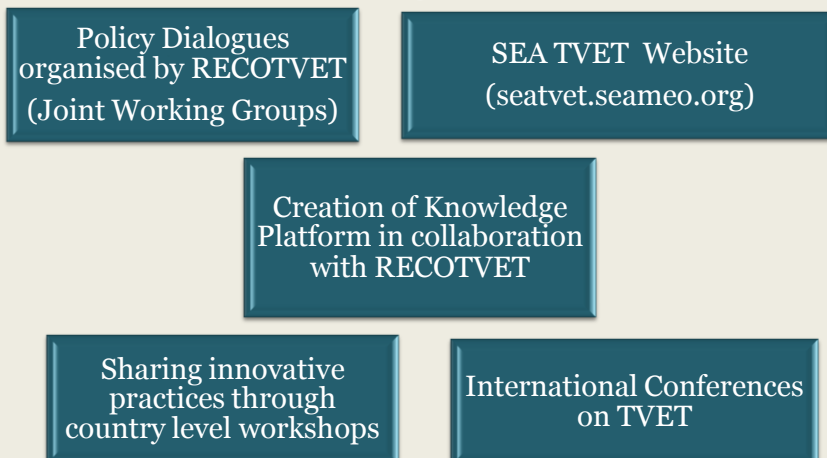 Policy Dialogues
organised by RECOTVET
(Joint Working Groups)
SEA TVET Website
(seatvet.seameo.org)
Creation of Knowledge
Platform in collaboration
with RECOTVET
Sharing innovative
practices through
country level workshops
International Conferences
on TVET